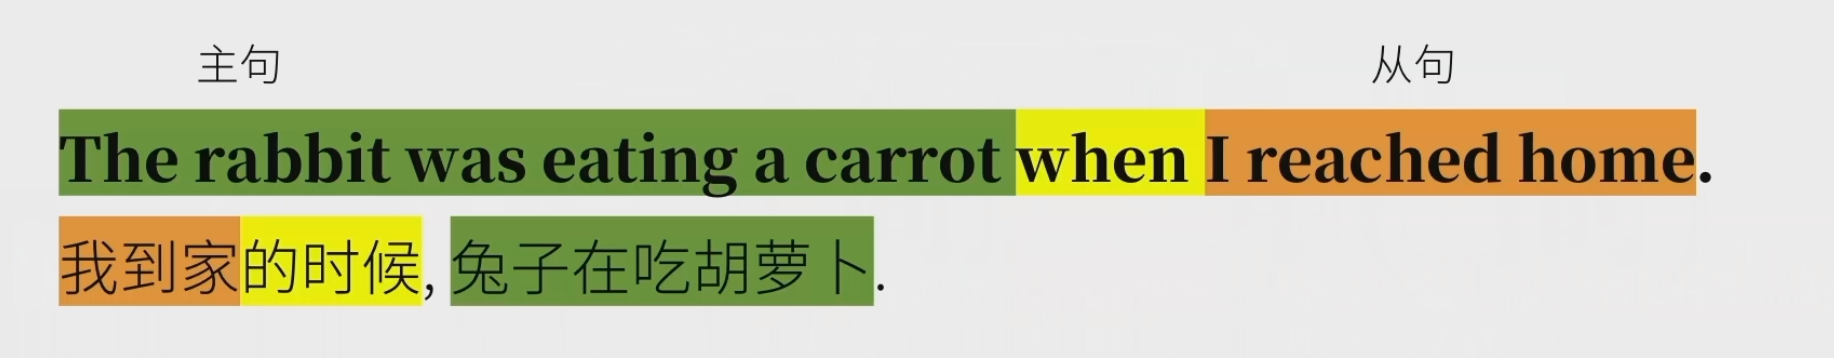 主句 从句
The rabbit was eating a carrot when I reached home.
我到家的时候, 兔子在吃胡萝卜.